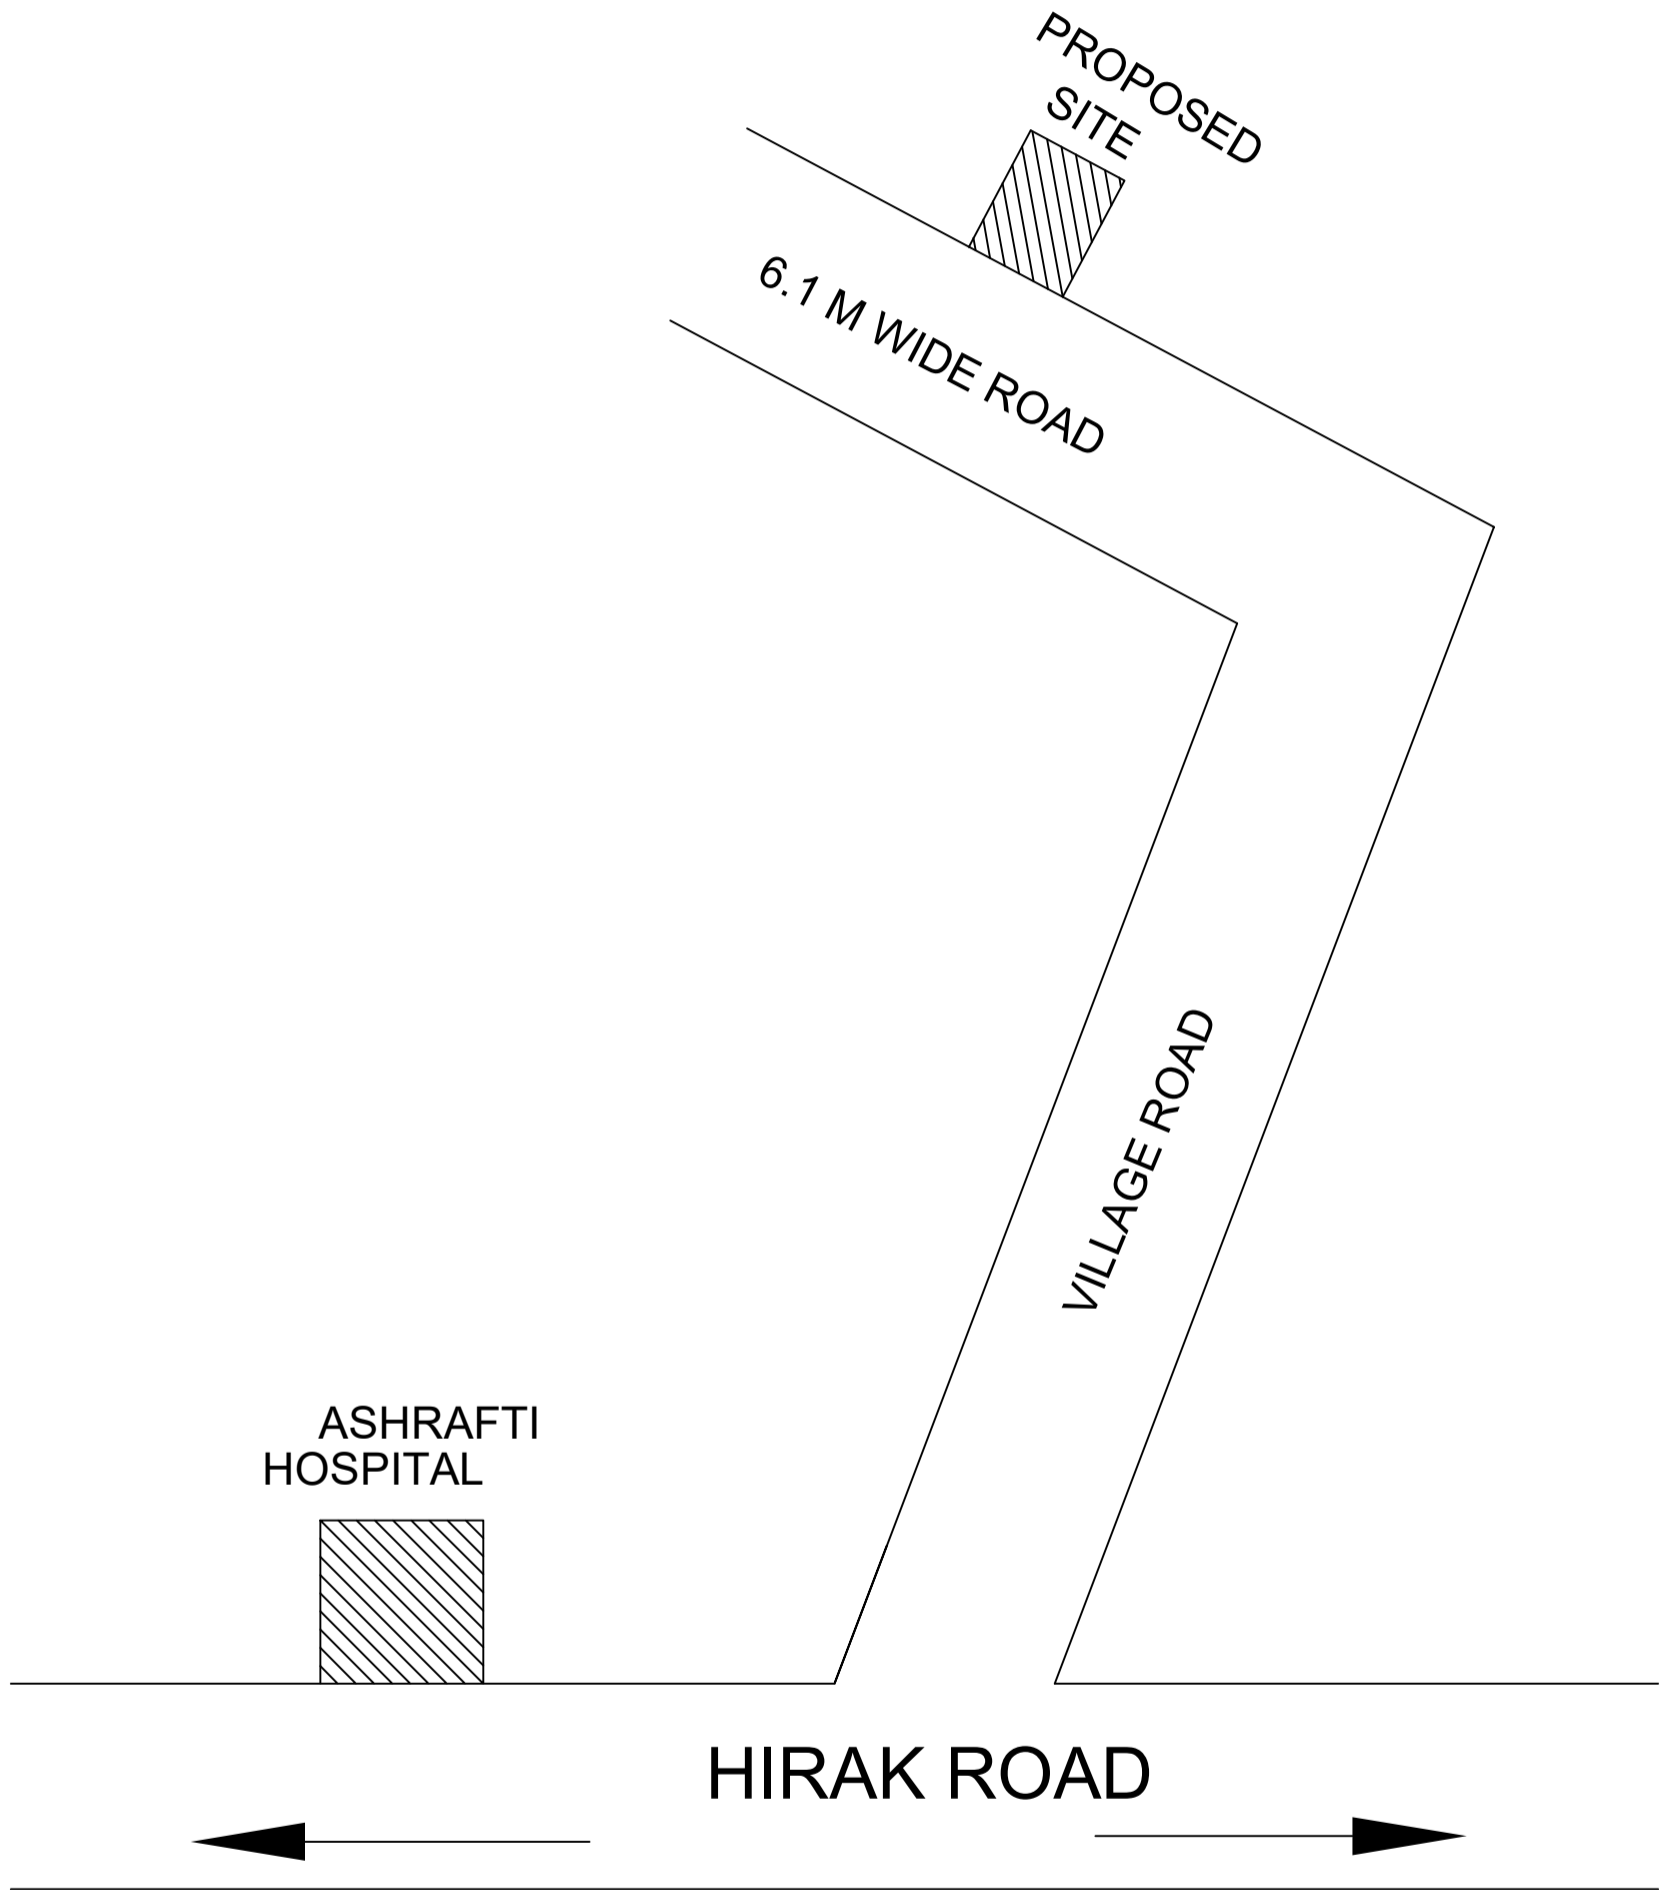 PROPOSED
SITE
6.1 M WIDE ROAD
VILLAGE ROAD
ASHRAFTI
HOSPITAL
HIRAK ROAD